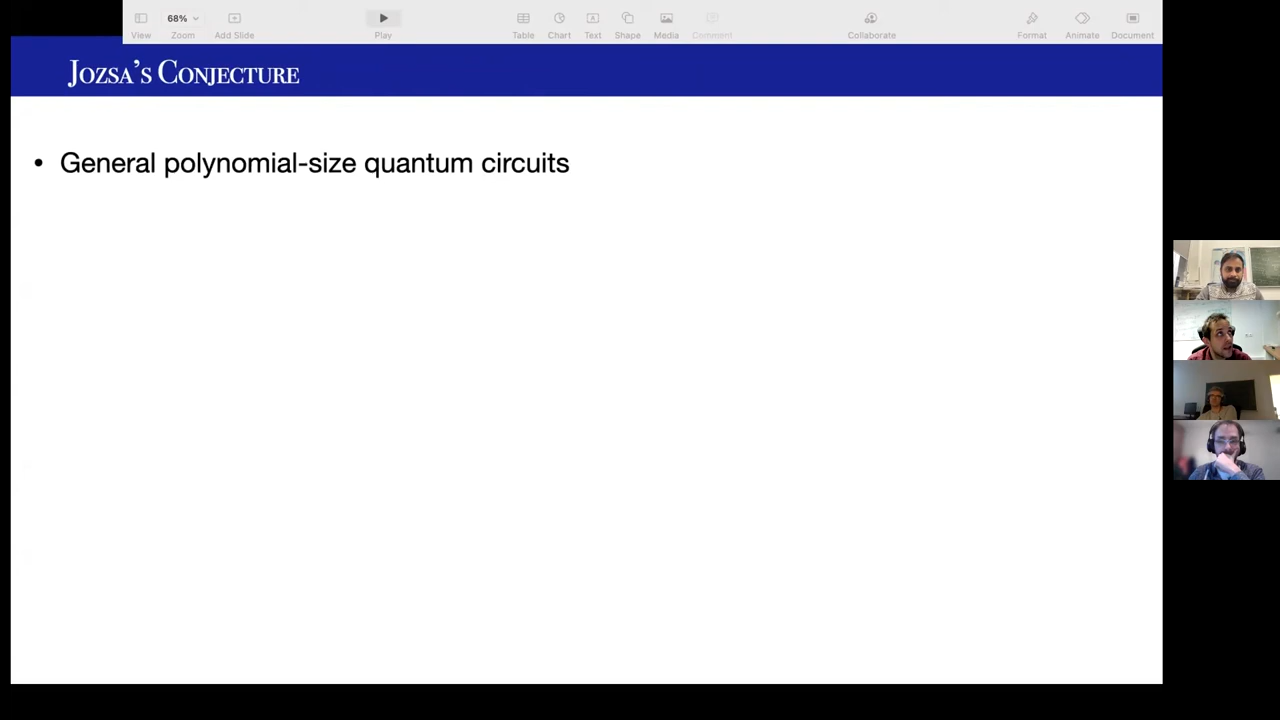 68%
View
Zoom
Add Slide
Play
Table
Chart
Text
Shape
Media
Comment
Collaborate
Format
Animate
Document
Jozsa's Conjecture
• General polynomial-size quantum circuits